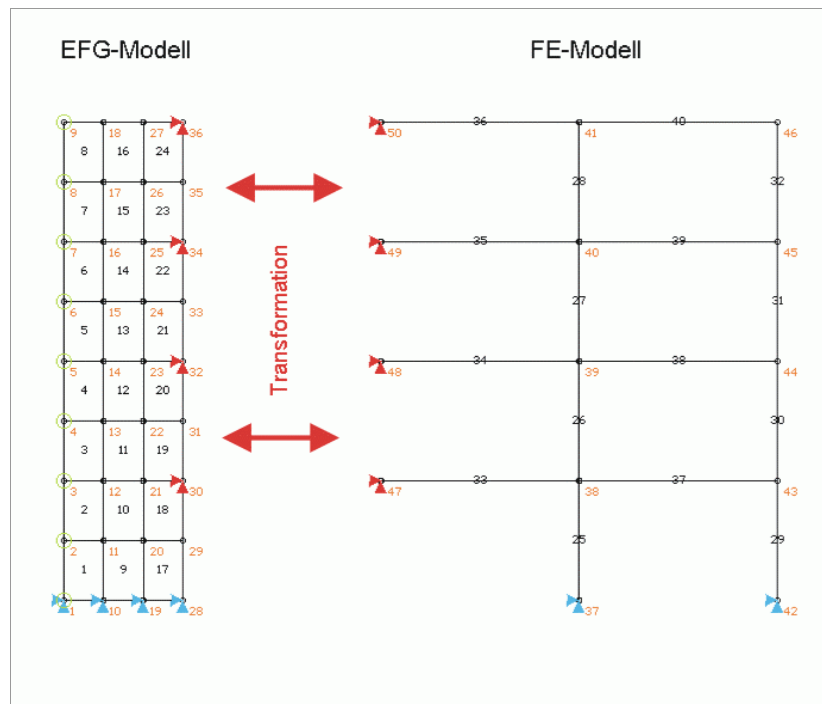 EFG-Modell FE-Modell
9 18 27 36 50 36 41 40 46
8 16 24
8 17 26 35 28 32
7 15 23
7 16 25 34 49 35 40 39 45
6 14 22
6 15 24 33 27 31
5 13 21
Transformation
5 14 23 32 48 34 39 38 44
4 12 20
4 13 22 31 26 30
3 11 19
3 12 21 30 47 33 38 37 43
2 10 18
2 11 20 29 25 29
1 9 17
1 10 19 28 37 42